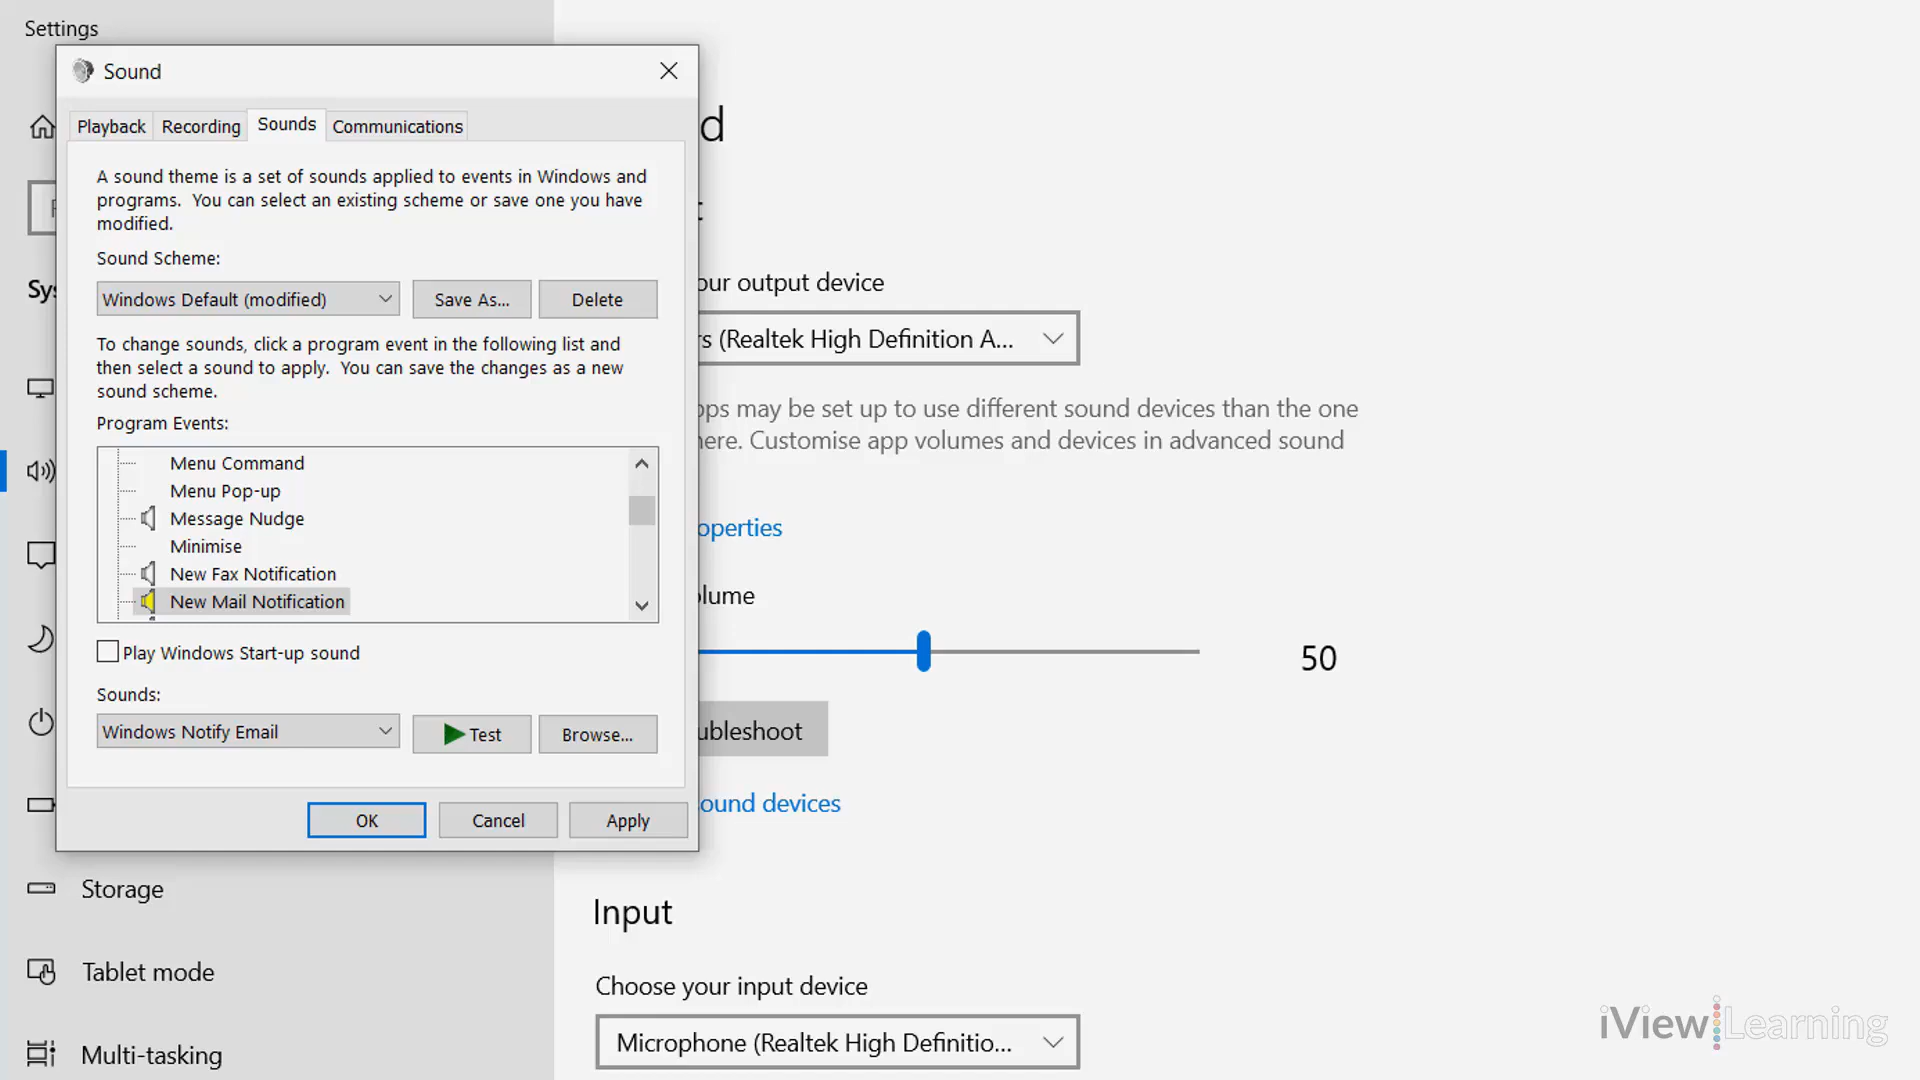 Settings
Sound
Playback
Recording
Sounds
Communications
A sound theme is a set of sounds applied to events in Windows and
programs. You can select an existing scheme or save one you have
modified.
Sound Scheme:
Windows Default (modified)
Save As...
Delete
To change sounds, click a program event in the following list and
then select a sound to apply. You can save the changes as a new
sound scheme.
Program Events:
Menu Command
Menu Pop-up
Message Nudge
Minimise
New Fax Notification
New Mail Notification
Play Windows Start-up sound
Sounds:
Windows Notify Email
Test
Browse...
OK
Cancel
Apply
Sys
Storage
Tablet mode
Multi-tasking
d
our output device
rs (Realtek High Definition A...
pps may be set up to use different sound devices than the one
here. Customise app volumes and devices in advanced sound
operties
olume
50
ubleshoot
sound devices
Input
Choose your input device
Microphone (Realtek High Definitio...
iView Learning